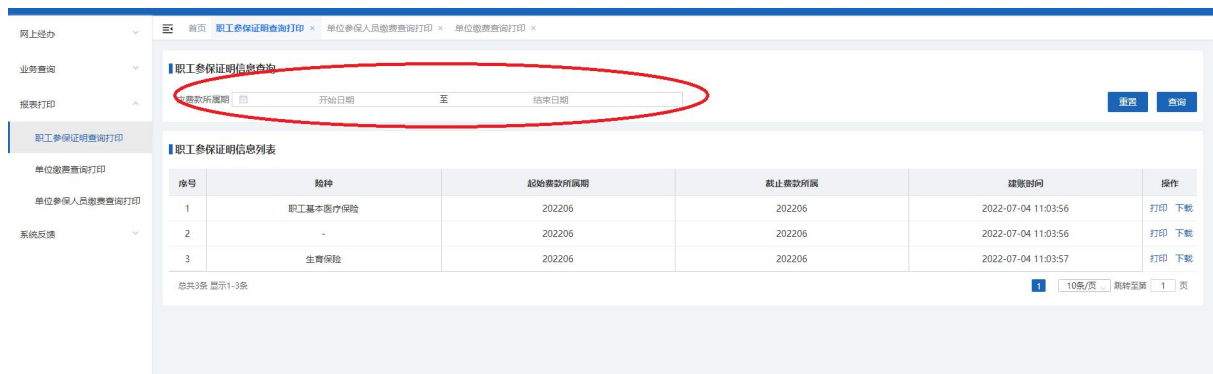 网上经办
业务查询
报表打印
职工参保证明查询打印
单位缴费查询打印
单位参保人员缴费查询打印
系统反馈
首页 职工参保证明查询打印 × 单位参保人员缴费查询打印 × 单位缴费查询打印 ×
职工参保证明信息查询
费款所属期 开始日期 至 结束日期
重置 查询
职工参保证明信息列表
序号 险种 起始费款所属期 截止费款所属 建账时间 操作
1 职工基本医疗保险 202206 202206 2022-07-04 11:03:56 打印 下载
2 - 202206 202206 2022-07-04 11:03:56 打印 下载
3 生育保险 202206 202206 2022-07-04 11:03:57 打印 下载
总共3条 显示1-3条 1 10条/页 跳转至第 1 页